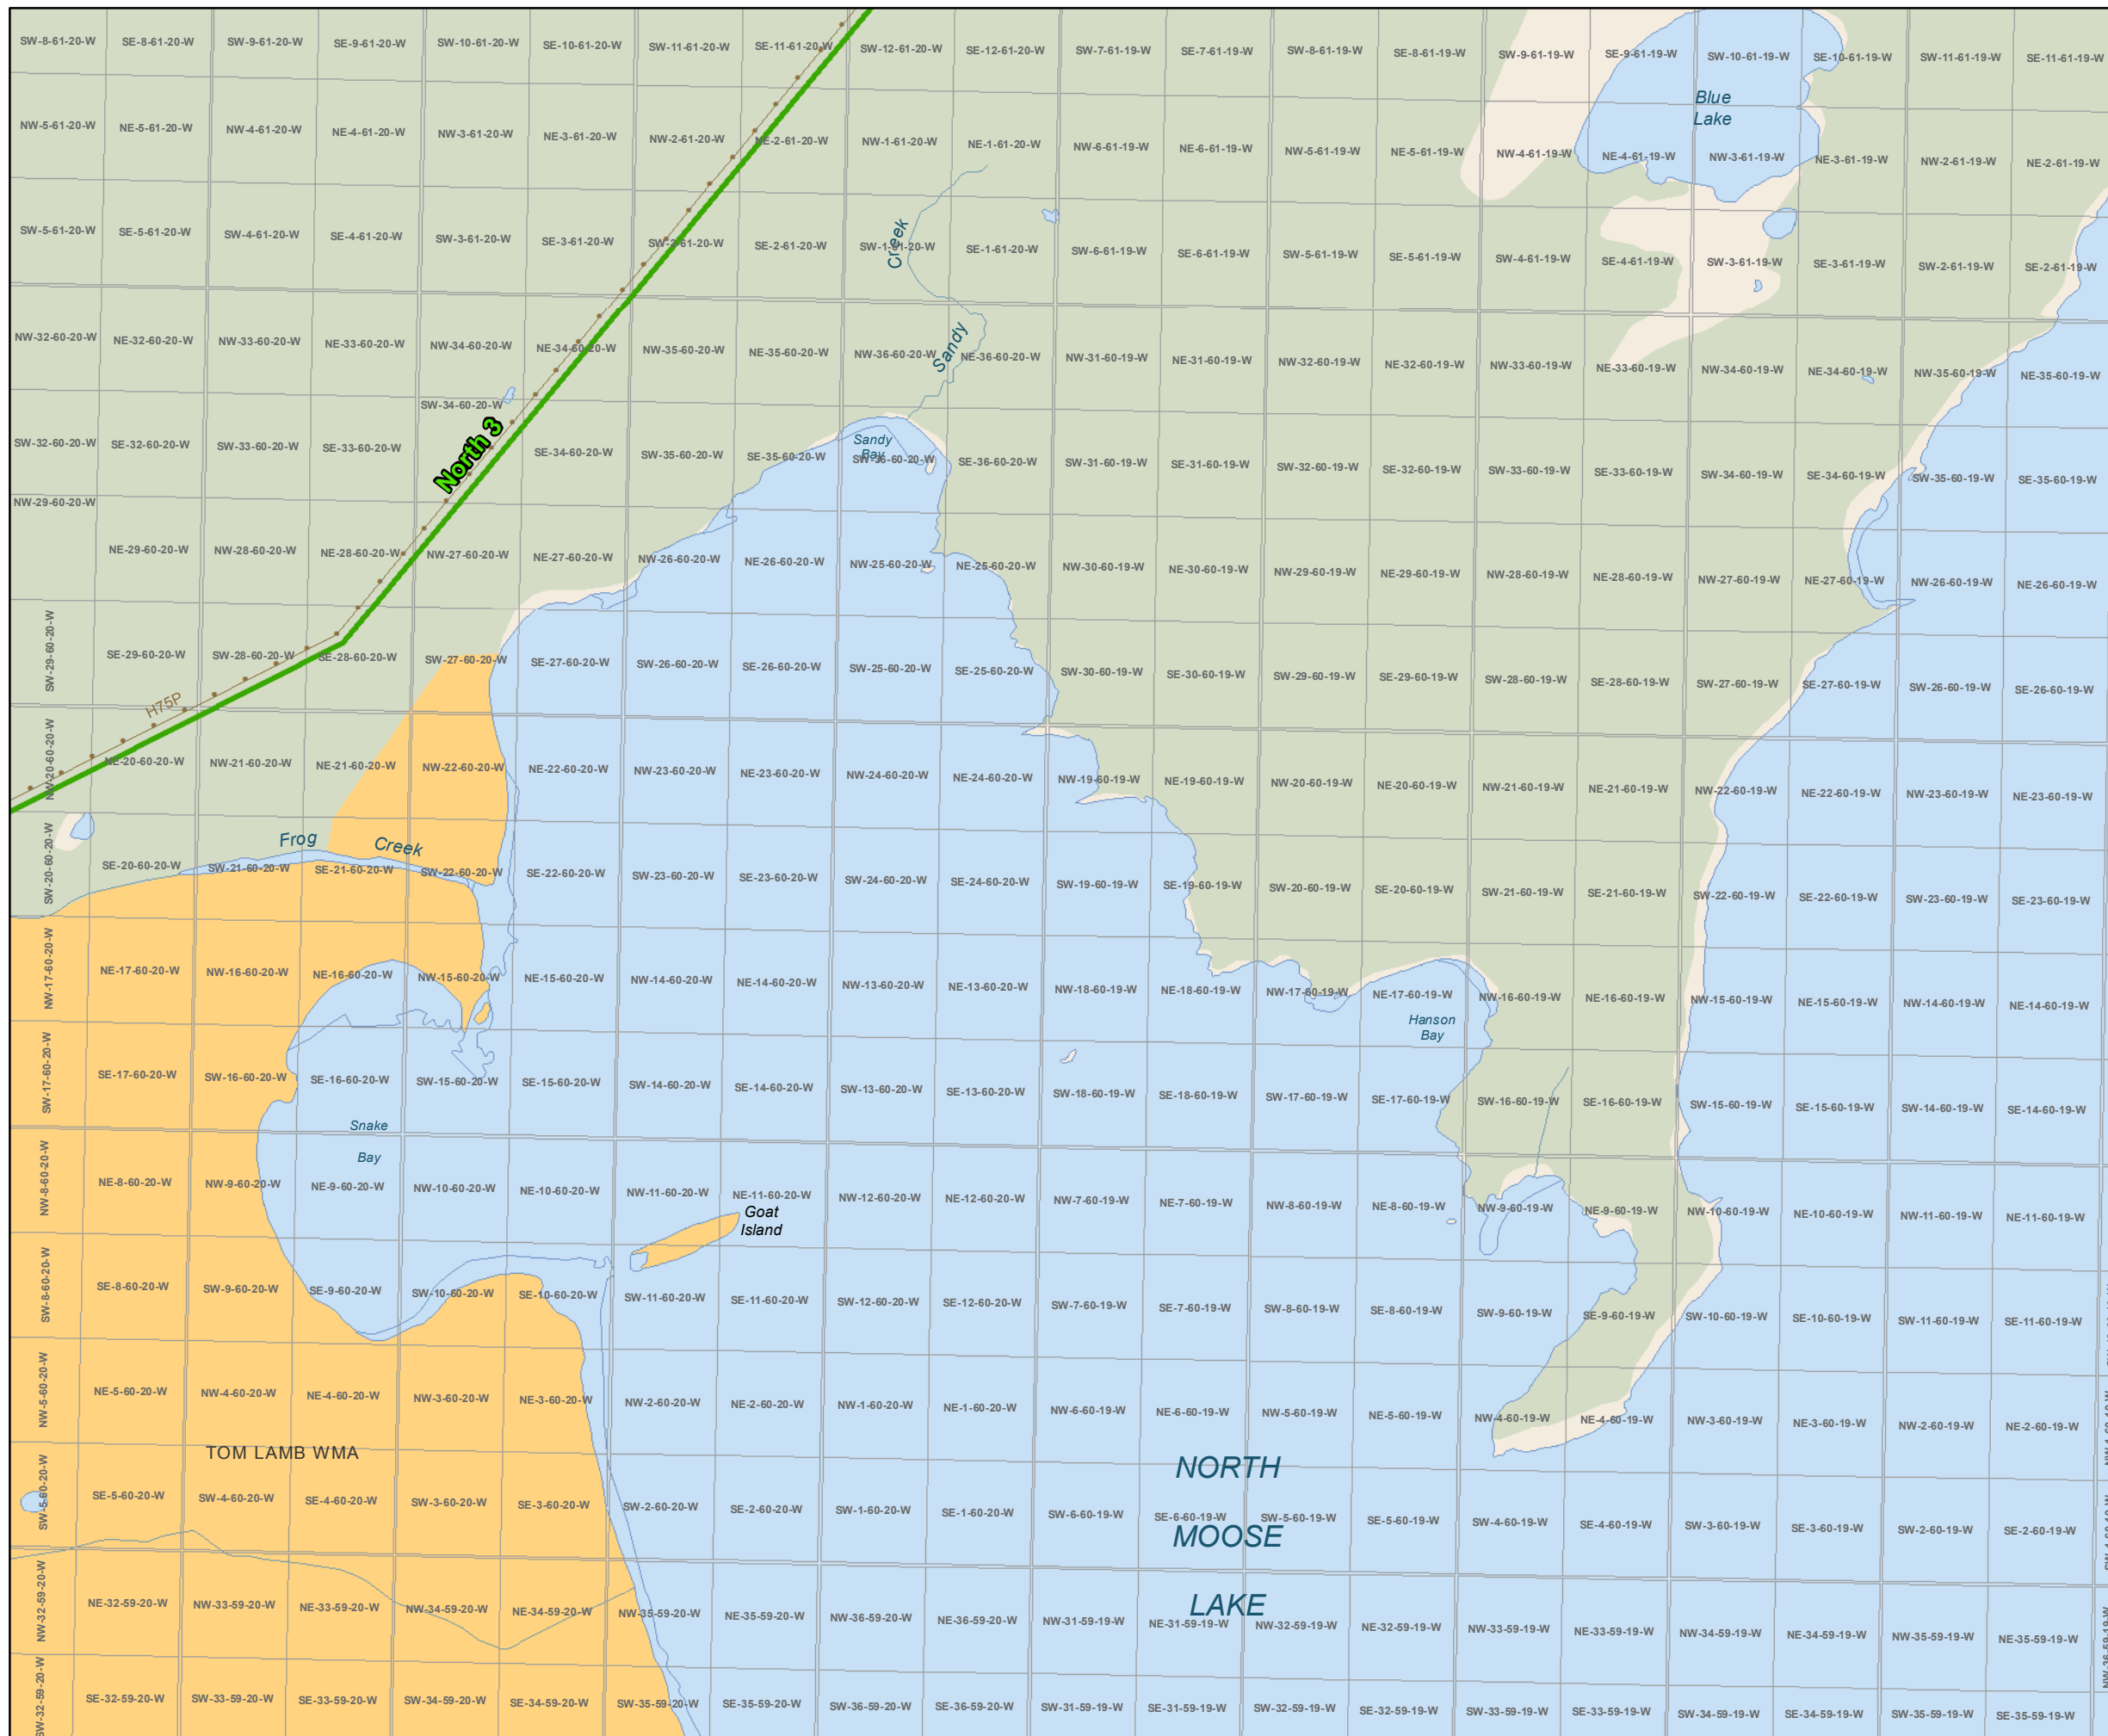 SW-8-61-20-W SE-8-61-20-W SW-9-61-20-W SE-9-61-20-W SW-10-61-20-W SE-10-61-20-W SW-11-61-20-W SE-11-61-20-W SW-12-61-20-W SE-12-61-20-W SW-7-61-19-W SE-7-61-19-W SW-8-61-19-W SE-8-61-19-W SW-9-61-19-W SE-9-61-19-W SW-10-61-19-W SE-10-61-19-W SW-11-61-19-W SE-11-61-19-W
Blue
Lake
NW-5-61-20-W NE-5-61-20-W NW-4-61-20-W NE-4-61-20-W NW-3-61-20-W NE-3-61-20-W NW-2-61-20-W NE-2-61-20-W NW-1-61-20-W NE-1-61-20-W NW-6-61-19-W NE-6-61-19-W NW-5-61-19-W NE-5-61-19-W NW-4-61-19-W NE-4-61-19-W NW-3-61-19-W NE-3-61-19-W NW-2-61-19-W NE-2-61-19-W
SW-5-61-20-W SE-5-61-20-W SW-4-61-20-W SE-4-61-20-W SW-3-61-20-W SE-3-61-20-W SW-2-61-20-W SE-2-61-20-W SW-1-61-20-W SE-1-61-20-W SW-6-61-19-W SE-6-61-19-W SW-5-61-19-W SE-5-61-19-W SW-4-61-19-W SE-4-61-19-W SW-3-61-19-W SE-3-61-19-W SW-2-61-19-W SE-2-61-19-W
Creek
Sandy
NW-32-60-20-W NE-32-60-20-W NW-33-60-20-W NE-33-60-20-W NW-34-60-20-W NE-34-60-20-W NW-35-60-20-W NE-35-60-20-W NW-36-60-20-W NE-36-60-20-W NW-31-60-19-W NE-31-60-19-W NW-32-60-19-W NE-32-60-19-W NW-33-60-19-W NE-33-60-19-W NW-34-60-19-W NE-34-60-19-W NW-35-60-19-W NE-35-60-19-W
North 3
Sandy
Bay
SW-32-60-20-W SE-32-60-20-W SW-33-60-20-W SE-33-60-20-W SW-34-60-20-W SE-34-60-20-W SW-35-60-20-W SE-35-60-20-W SW-36-60-20-W SE-36-60-20-W SW-31-60-19-W SE-31-60-19-W SW-32-60-19-W SE-32-60-19-W SW-33-60-19-W SE-33-60-19-W SW-34-60-19-W SE-34-60-19-W SW-35-60-19-W SE-35-60-19-W
NW-29-60-20-W NE-29-60-20-W NW-28-60-20-W NE-28-60-20-W NW-27-60-20-W NE-27-60-20-W NW-26-60-20-W NE-26-60-20-W NW-25-60-20-W NE-25-60-20-W NW-30-60-19-W NE-30-60-19-W NW-29-60-19-W NE-29-60-19-W NW-28-60-19-W NE-28-60-19-W NW-27-60-19-W NE-27-60-19-W NW-26-60-19-W NE-26-60-19-W
SW-29-60-20-W SE-29-60-20-W SW-28-60-20-W SE-28-60-20-W SW-27-60-20-W SE-27-60-20-W SW-26-60-20-W SE-26-60-20-W SW-25-60-20-W SE-25-60-20-W SW-30-60-19-W SE-30-60-19-W SW-29-60-19-W SE-29-60-19-W SW-28-60-19-W SE-28-60-19-W SW-27-60-19-W SE-27-60-19-W SW-26-60-19-W SE-26-60-19-W
H75P
NW-20-60-20-W NE-20-60-20-W NW-21-60-20-W NE-21-60-20-W NW-22-60-20-W NE-22-60-20-W NW-23-60-20-W NE-23-60-20-W NW-24-60-20-W NE-24-60-20-W NW-19-60-19-W NE-19-60-19-W NW-20-60-19-W NE-20-60-19-W NW-21-60-19-W NE-21-60-19-W NW-22-60-19-W NE-22-60-19-W NW-23-60-19-W NE-23-60-19-W
Frog Creek
SW-20-60-20-W SE-20-60-20-W SW-21-60-20-W SE-21-60-20-W SW-22-60-20-W SE-22-60-20-W SW-23-60-20-W SE-23-60-20-W SW-24-60-20-W SE-24-60-20-W SW-19-60-19-W SE-19-60-19-W SW-20-60-19-W SE-20-60-19-W SW-21-60-19-W SE-21-60-19-W SW-22-60-19-W SE-22-60-19-W SW-23-60-19-W SE-23-60-19-W
NW-17-60-20-W NE-17-60-20-W NW-16-60-20-W NE-16-60-20-W NW-15-60-20-W NE-15-60-20-W NW-14-60-20-W NE-14-60-20-W NW-13-60-20-W NE-13-60-20-W NW-18-60-19-W NE-18-60-19-W NW-17-60-19-W NE-17-60-19-W NW-16-60-19-W NE-16-60-19-W NW-15-60-19-W NE-15-60-19-W NW-14-60-19-W NE-14-60-19-W
Hanson
Bay
SW-17-60-20-W SE-17-60-20-W SW-16-60-20-W SE-16-60-20-W SW-15-60-20-W SE-15-60-20-W SW-14-60-20-W SE-14-60-20-W SW-13-60-20-W SE-13-60-20-W SW-18-60-19-W SE-18-60-19-W SW-17-60-19-W SE-17-60-19-W SW-16-60-19-W SE-16-60-19-W SW-15-60-19-W SE-15-60-19-W SW-14-60-19-W SE-14-60-19-W
Snake
Bay
NW-8-60-20-W NE-8-60-20-W NW-9-60-20-W NE-9-60-20-W NW-10-60-20-W NE-10-60-20-W NW-11-60-20-W NE-11-60-20-W NW-12-60-20-W NE-12-60-20-W NW-7-60-19-W NE-7-60-19-W NW-8-60-19-W NE-8-60-19-W NW-9-60-19-W NE-9-60-19-W NW-10-60-19-W NE-10-60-19-W NW-11-60-19-W NE-11-60-19-W
Goat
Island
SW-8-60-20-W SE-8-60-20-W SW-9-60-20-W SE-9-60-20-W SW-10-60-20-W SE-10-60-20-W SW-11-60-20-W SE-11-60-20-W SW-12-60-20-W SE-12-60-20-W SW-7-60-19-W SE-7-60-19-W SW-8-60-19-W SE-8-60-19-W SW-9-60-19-W SE-9-60-19-W SW-10-60-19-W SE-10-60-19-W SW-11-60-19-W SE-11-60-19-W
NW-5-60-20-W NE-5-60-20-W NW-4-60-20-W NE-4-60-20-W NW-3-60-20-W NE-3-60-20-W NW-2-60-20-W NE-2-60-20-W NW-1-60-20-W NE-1-60-20-W NW-6-60-19-W NE-6-60-19-W NW-5-60-19-W NE-5-60-19-W NW-4-60-19-W NE-4-60-19-W NW-3-60-19-W NE-3-60-19-W NW-2-60-19-W NE-2-60-19-W
TOM LAMB WMA
NORTH
SW-5-60-20-W SE-5-60-20-W SW-4-60-20-W SE-4-60-20-W SW-3-60-20-W SE-3-60-20-W SW-2-60-20-W SE-2-60-20-W SW-1-60-20-W SE-1-60-20-W SW-6-60-19-W SE-6-60-19-W SW-5-60-19-W SE-5-60-19-W SW-4-60-19-W SE-4-60-19-W SW-3-60-19-W SE-3-60-19-W SW-2-60-19-W SE-2-60-19-W
MOOSE
LAKE
NW-32-59-20-W NE-32-59-20-W NW-33-59-20-W NE-33-59-20-W NW-34-59-20-W NE-34-59-20-W NW-35-59-20-W NE-35-59-20-W NW-36-59-20-W NE-36-59-20-W NW-31-59-19-W NE-31-59-19-W NW-32-59-19-W NE-32-59-19-W NW-33-59-19-W NE-33-59-19-W NW-34-59-19-W NE-34-59-19-W NW-35-59-19-W NE-35-59-19-W NW-36-59-19-W
SW-32-59-20-W SE-32-59-20-W SW-33-59-20-W SE-33-59-20-W SW-34-59-20-W SE-34-59-20-W SW-35-59-20-W SE-35-59-20-W SW-36-59-20-W SE-36-59-20-W SW-31-59-19-W SE-31-59-19-W SW-32-59-19-W SE-32-59-19-W SW-33-59-19-W SE-33-59-19-W SW-34-59-19-W SE-34-59-19-W SW-35-59-19-W SE-35-59-19-W